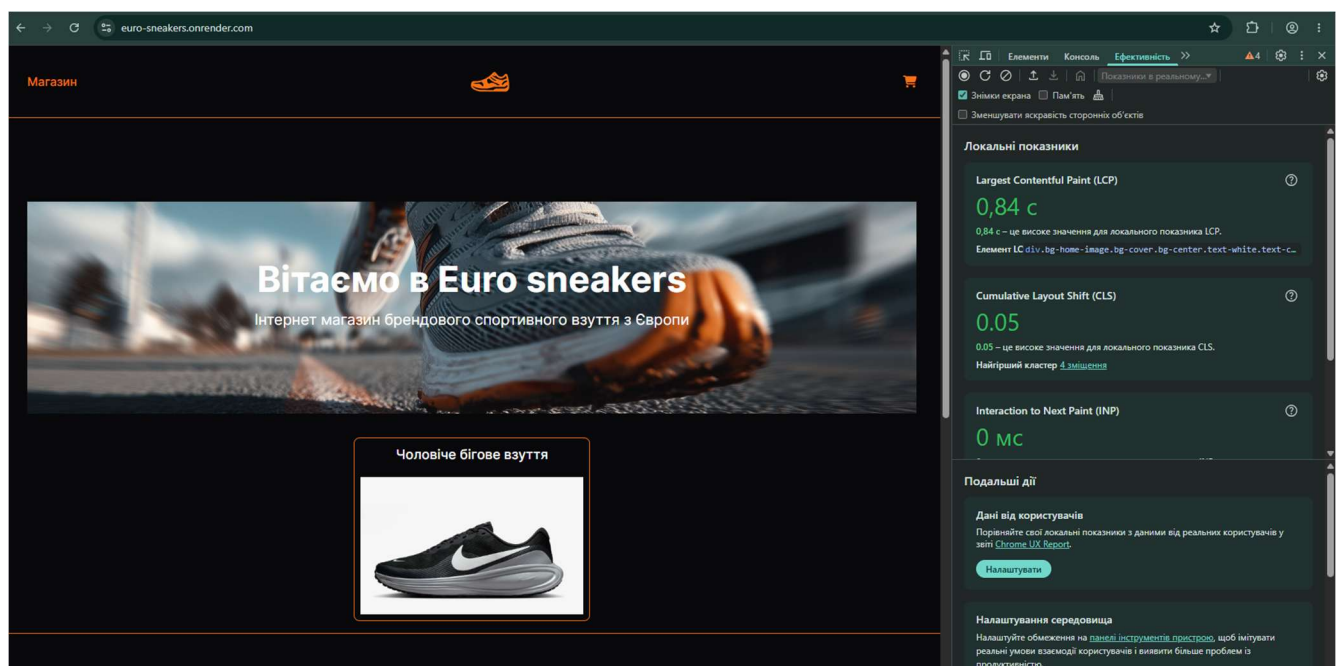 euro-sneakers.onrender.com
Магазин
Вітаємо в Euro sneakers
Інтернет магазин брендового спортивного взуття з Європи
Чоловіче бігове взуття
Елементи Консоль Ефективність 4
Показники в реальному...
Знімки екрана Пам'ять
Зменшувати яскравість сторонніх об'єктів
Локальні показники
Largest Contentful Paint (LCP)
0,84 с
0,84 с – це високе значення для локального показника LCP.
Елемент LC div.bg-home-image.bg-cover.bg-center.text-white.text-c…
Cumulative Layout Shift (CLS)
0.05
0.05 – це високе значення для локального показника CLS.
Найгірший кластер 4 зміщення
Interaction to Next Paint (INP)
0 мс
Подальші дії
Дані від користувачів
Порівняйте свої локальні показники з даними від реальних користувачів у
звіті Chrome UX Report.
Налаштувати
Налаштування середовища
Налаштуйте обмеження на панелі інструментів пристрою, щоб імітувати
реальні умови взаємодії користувачів і виявити більше проблем із
продуктивністю.